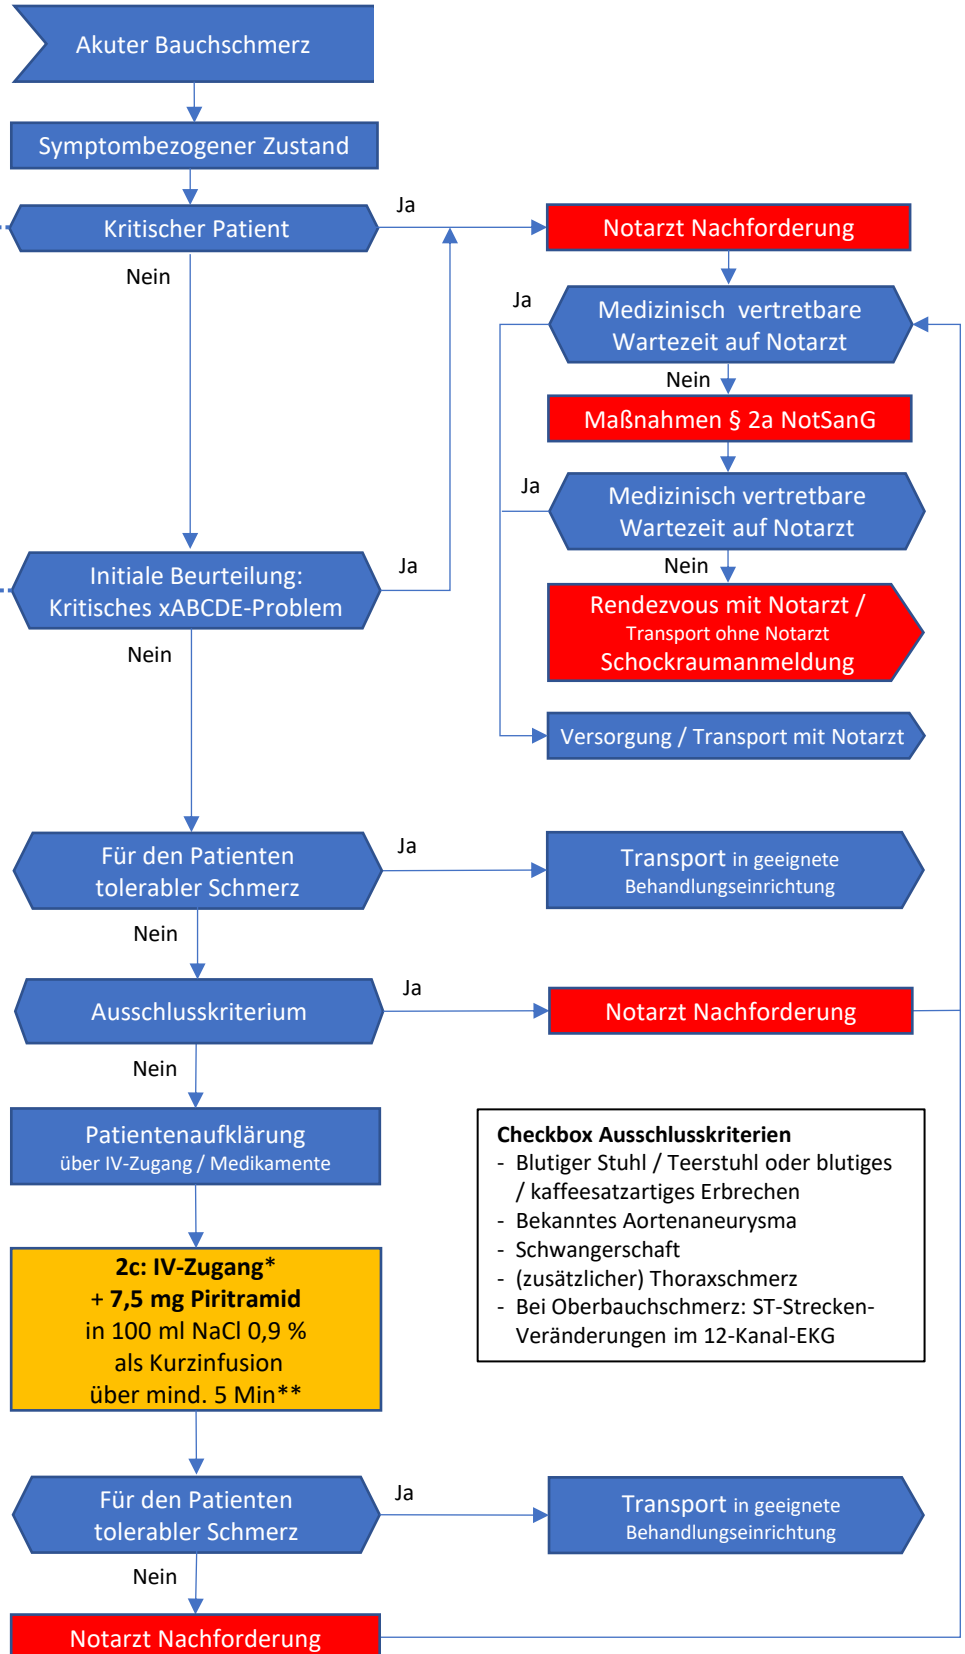 Akuter Bauchschmerz
Symptombezogener Zustand
Kritischer Patient
Ja
Nein
Notarzt Nachforderung
Ja
Medizinisch vertretbare
Wartezeit auf Notarzt
Nein
Maßnahmen § 2a NotSanG
Ja
Medizinisch vertretbare
Wartezeit auf Notarzt
Nein
Initiale Beurteilung:
Kritisches xABCDE-Problem
Ja
Nein
Rendezvous mit Notarzt /
Transport ohne Notarzt
Schockraumanmeldung
Versorgung / Transport mit Notarzt
Für den Patienten
tolerabler Schmerz
Ja
Nein
Transport in geeignete
Behandlungseinrichtung
Ausschlusskriterium
Ja
Nein
Notarzt Nachforderung
Patientenaufklärung
über IV-Zugang / Medikamente
Checkbox Ausschlusskriterien
- Blutiger Stuhl / Teerstuhl oder blutiges
/ kaffeesatzartiges Erbrechen
- Bekanntes Aortenaneurysma
- Schwangerschaft
- (zusätzlicher) Thoraxschmerz
- Bei Oberbauchschmerz: ST-Strecken-
Veränderungen im 12-Kanal-EKG
2c: IV-Zugang*
+ 7,5 mg Piritramid
in 100 ml NaCl 0,9 %
als Kurzinfusion
über mind. 5 Min**
Für den Patienten
tolerabler Schmerz
Ja
Nein
Transport in geeignete
Behandlungseinrichtung
Notarzt Nachforderung